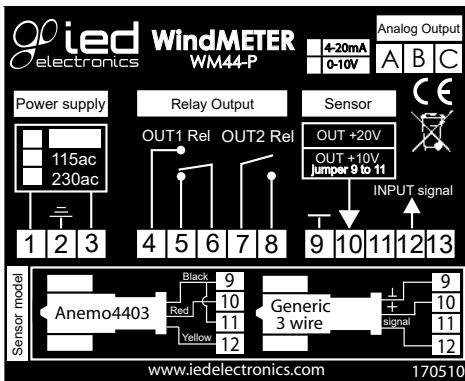 ied
electronics
WindMETER
WM44-P
4-20mA
0-10V
Analog Output
A B C
CE
Power supply
115ac
230ac
Relay Output
OUT1 Rel OUT2 Rel
Sensor
OUT +20V
OUT +10V
Jumper 9 to 11
INPUT signal
1 2 3 4 5 6 7 8 9 10 11 12 13
Sensor model
Anemo4403
Black 9
Red 10
11
Yellow 12
Generic
3 wire
⊥ 9
+ 10
signal 11
12
www.iedelectronics.com 170510